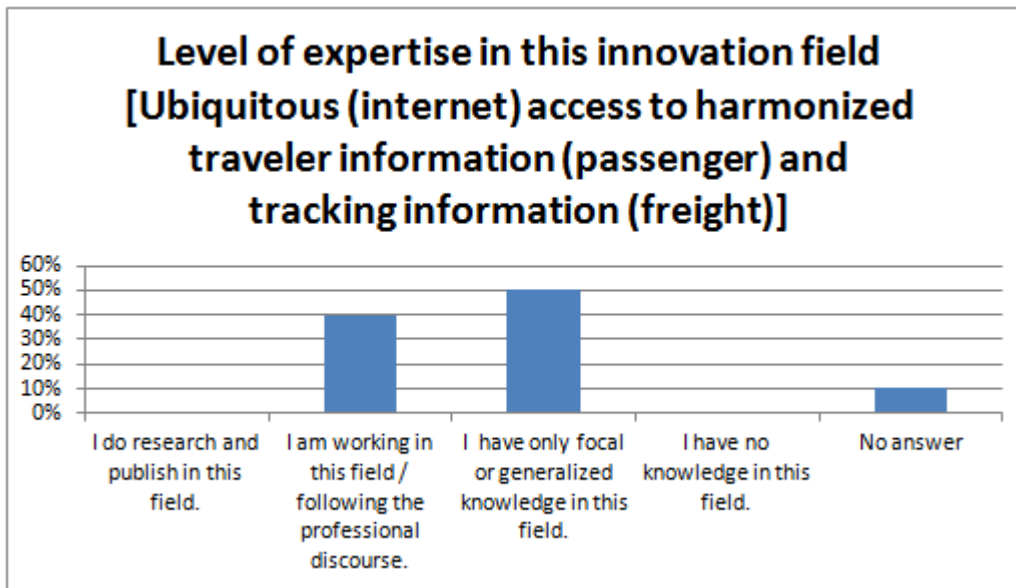 Level of expertise in this innovation field
[Ubiquitous (internet) access to harmonized
traveler information (passenger) and
tracking information (freight)]
60%
50%
40%
30%
20%
10%
0%
I do research and
publish in this
field.
I am working in
this field /
following the
professional
discourse.
I have only focal
or generalized
knowledge in this
field.
I have no
knowledge in this
field.
No answer